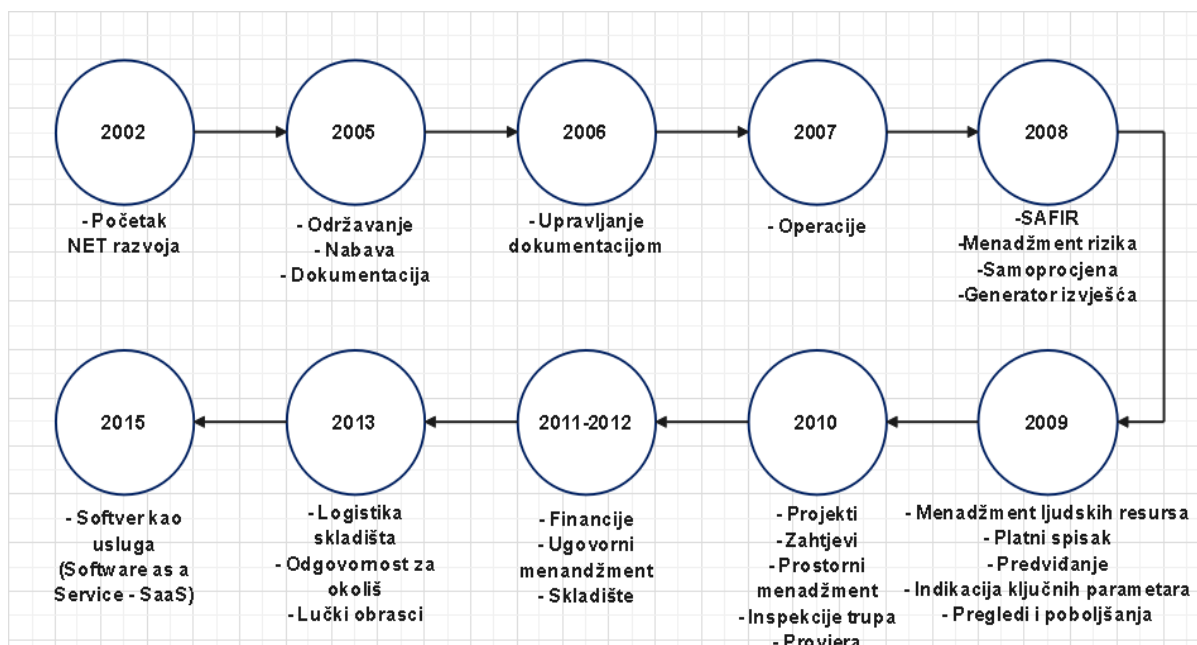 2002
2005
2006
2007
2008
- Početak
NET razvoja
- Održavanje
- Nabava
- Dokumentacija
- Upravljanje
dokumentacijom
- Operacije
-SAFIR
-Menadžment rizika
- Samoprocjena
-Generator izvješća
2015
2013
2011-2012
2010
2009
- Softver kao
usluga
(Software as a
Service - SaaS)
- Logistika
skladišta
- Odgovornost za
okoliš
- Lučki obrasci
- Financije
- Ugovorni
menandžment
- Skladište
- Projekti
- Zahtjevi
- Prostorni
menadžment
- Inspekcije trupa
- Provjera
- Menadžment ljudskih resursa
- Platni spisak
- Predviđanje
- Indikacija ključnih parametara
- Pregledi i poboljšanja